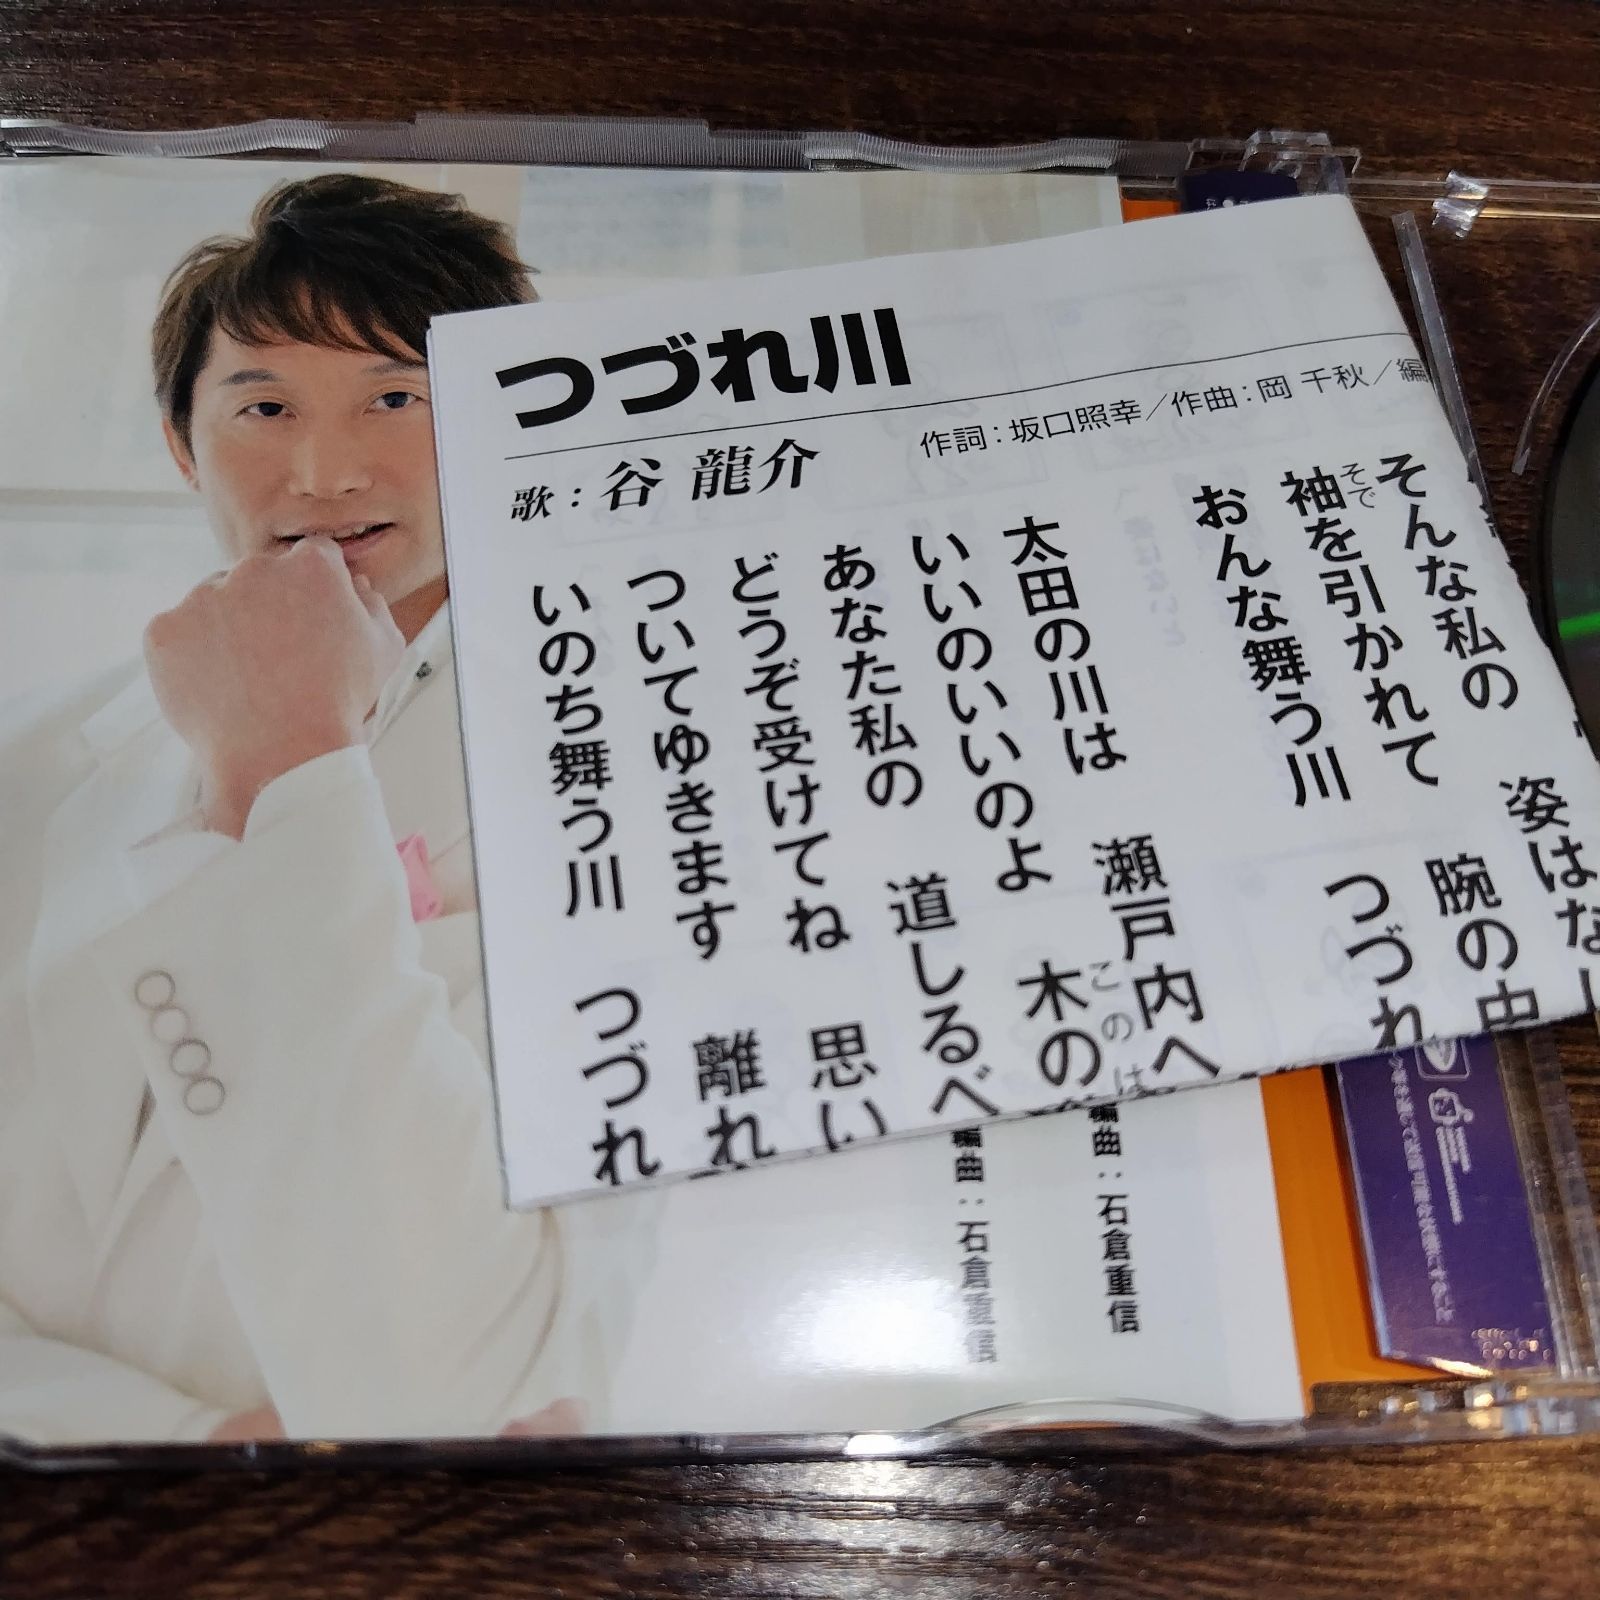 つづれ川
作詞：坂口照幸／作曲：岡 千秋／編
歌：谷 龍介
姿はな
そんな私の
袖を引かれて 腕の中
そで
おんな舞う川 つづれ
太田の川は 瀬戸内へ
いいのいいのよ 木の
このは
あなた私の 道しるべ
どうぞ受けてね 思い
ついてゆきます 離れ
いのち舞う川 つづれ
編曲：石倉重信
編曲：石倉重信